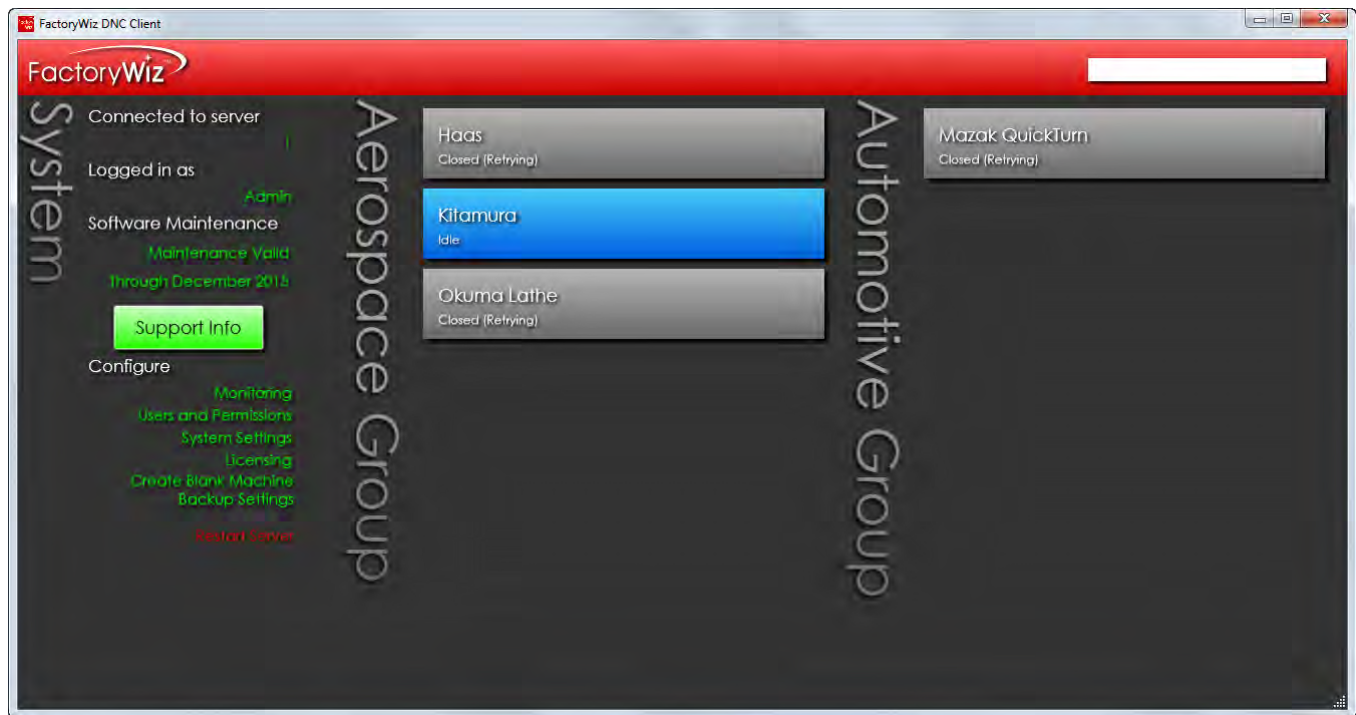 FactoryWiz DNC Client
FactoryWiz
System
Connected to server
Logged in as
Admin
Software Maintenance
Maintenance Valid
Through December 2015
Support Info
Configure
Monitoring
Users and Permissions
System Settings
Licensing
Create Blank Machine
Backup Settings
Restart Server
Aerospace Group
Haas
Closed (Retrying)
Kitamura
Idle
Okuma Lathe
Closed (Retrying)
Automotive Group
Mazak QuickTurn
Closed (Retrying)